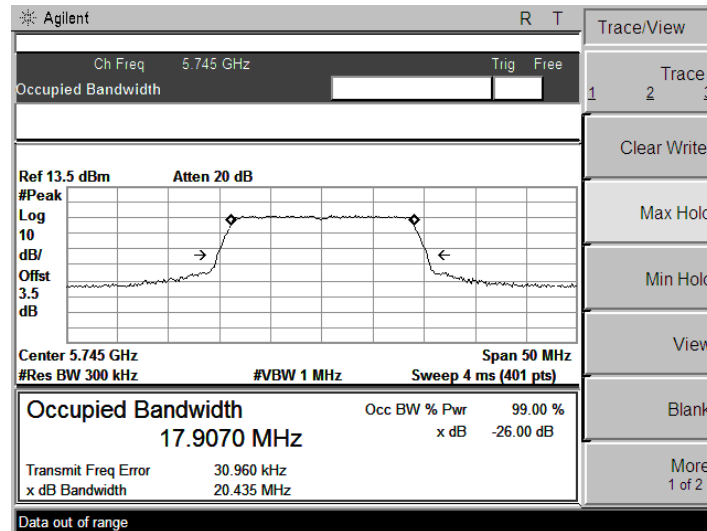 Agilent R T
Ch Freq 5.745 GHz Trig Free
Occupied Bandwidth
Ref 13.5 dBm Atten 20 dB
#Peak
Log
10
dB/
Offst
3.5
dB
Center 5.745 GHz Span 50 MHz
#Res BW 300 kHz #VBW 1 MHz Sweep 4 ms (401 pts)
Occupied Bandwidth Occ BW % Pwr 99.00 %
17.9070 MHz x dB -26.00 dB
Transmit Freq Error 30.960 kHz
x dB Bandwidth 20.435 MHz
Data out of range
Trace/View
Trace
1 2 3
Clear Write
Max Hold
Min Hold
View
Blank
More
1 of 2